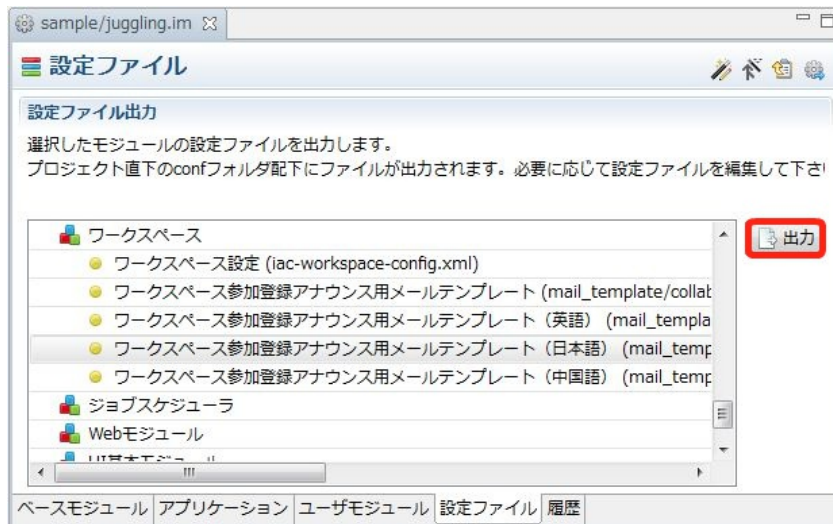 sample/juggling.im
設定ファイル
設定ファイル出力
選択したモジュールの設定ファイルを出力します。
プロジェクト直下のconfフォルダ配下にファイルが出力されます。必要に応じて設定ファイルを編集して下さ
ワークスペース
出力
ワークスペース設定 (iac-workspace-config.xml)
ワークスペース参加登録アナウンス用メールテンプレート (mail_template/collab
ワークスペース参加登録アナウンス用メールテンプレート（英語） (mail_templa
ワークスペース参加登録アナウンス用メールテンプレート（日本語） (mail_temp
ワークスペース参加登録アナウンス用メールテンプレート（中国語） (mail_temp
ジョブスケジューラ
Webモジュール
ベースモジュール アプリケーション ユーザモジュール 設定ファイル 履歴